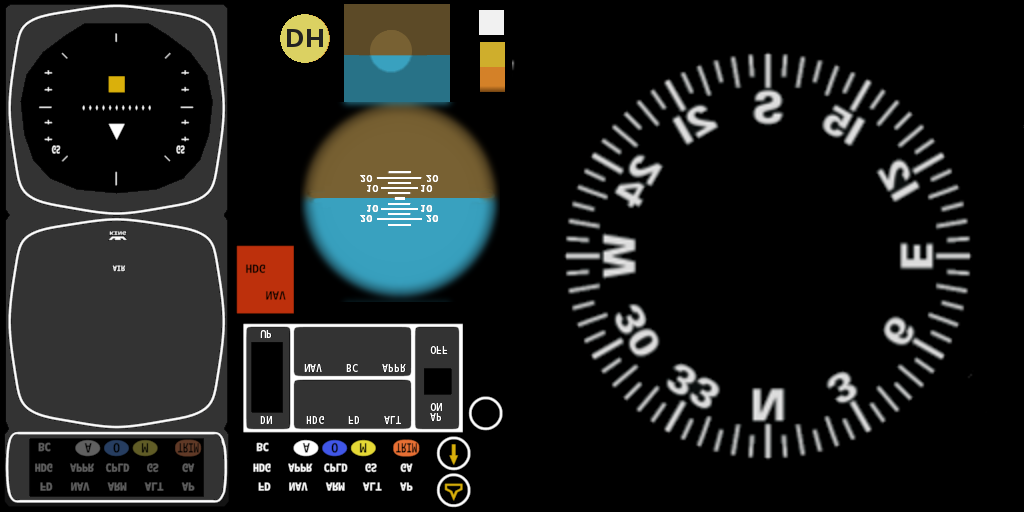 DH
GS GS
20 20
10 10
10 10
20 20
KING
AIR
HDG
NAV
UP
DN
NAV BC APPR
HDG FD ALT
OFF
ON
AP
BC A O M TRIM
HDG APPR CPLD GS GA
FD NAV ARM ALT AP
BC A O M TRIM
HDG APPR CPLD GS GA
FD NAV ARM ALT AP
S
15
12
E
6
3
N
33
30
W
24
21